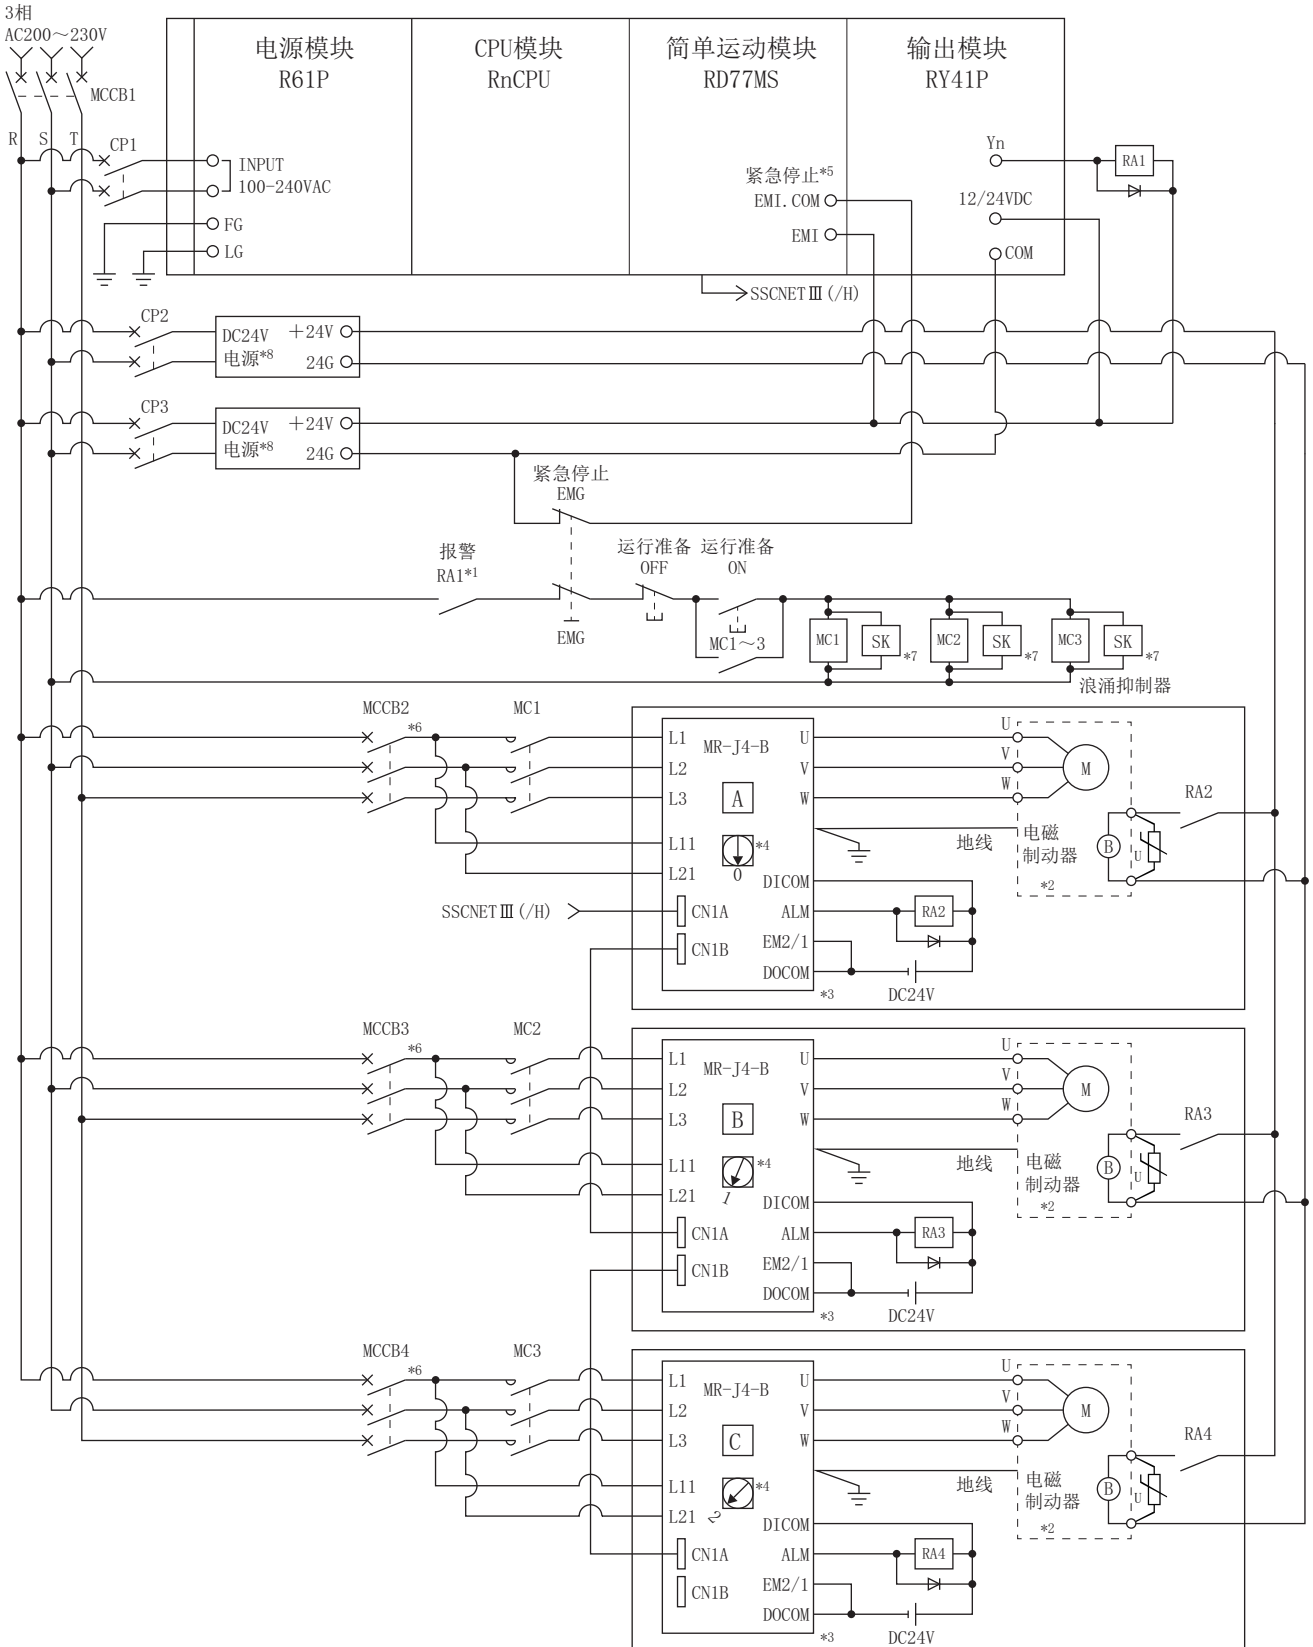 3相
AC200～230V
MCCB1
R S T
CP1
电源模块
R61P
CPU模块
RnCPU
简单运动模块
RD77MS
输出模块
RY41P
INPUT
100-240VAC
FG
LG
紧急停止*5
EMI.COM
EMI
Yn
12/24VDC
COM
RA1
SSCNETⅢ(/H)
CP2
DC24V
电源*8
+24V
24G
CP3
DC24V
电源*8
+24V
24G
紧急停止
EMG
报警
RA1*1
EMG
运行准备
OFF
运行准备
ON
MC1～3
MC1
SK
*7
MC2
SK
*7
MC3
SK
*7
浪涌抑制器
MCCB2
*6
MC1
L1
L2
L3
L11
L21
MR-J4-B
A
*4
0
U
V
W
U
V
W
M
地线
电磁
制动器
*2
B
U
RA2
SSCNETⅢ(/H)
CN1A
CN1B
DICOM
ALM
EM2/1
DOCOM
*3
RA2
DC24V
MCCB3
*6
MC2
L1
L2
L3
L11
L21
MR-J4-B
B
*4
1
U
V
W
U
V
W
M
地线
电磁
制动器
*2
B
U
RA3
CN1A
CN1B
DICOM
ALM
EM2/1
DOCOM
*3
RA3
DC24V
MCCB4
*6
MC3
L1
L2
L3
L11
L21
MR-J4-B
C
*4
2
U
V
W
U
V
W
M
地线
电磁
制动器
*2
B
U
RA4
CN1A
CN1B
DICOM
ALM
EM2/1
DOCOM
*3
RA4
DC24V